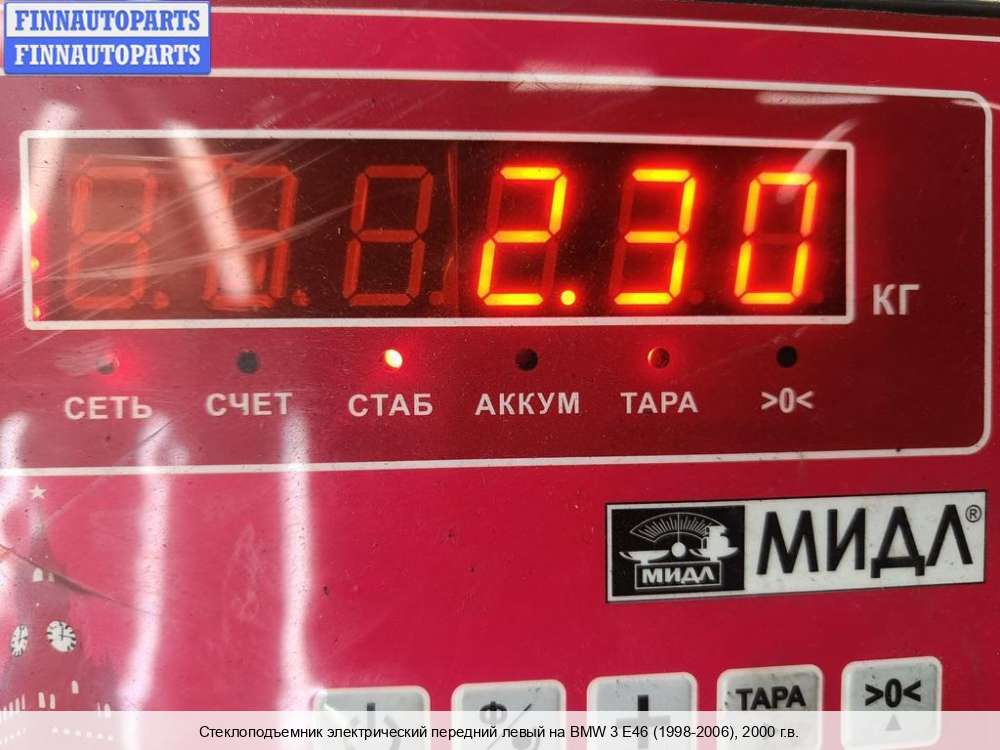 FINNAUTOPARTS
FINNAUTOPARTS
2.30
КГ
СЕТЬ СЧЕТ СТАБ АККУМ ТАРА >0<
МИДЛ МИДЛ®
Ф + ТАРА >0<
Стеклоподъемник электрический передний левый на BMW 3 E46 (1998-2006), 2000 г.в.